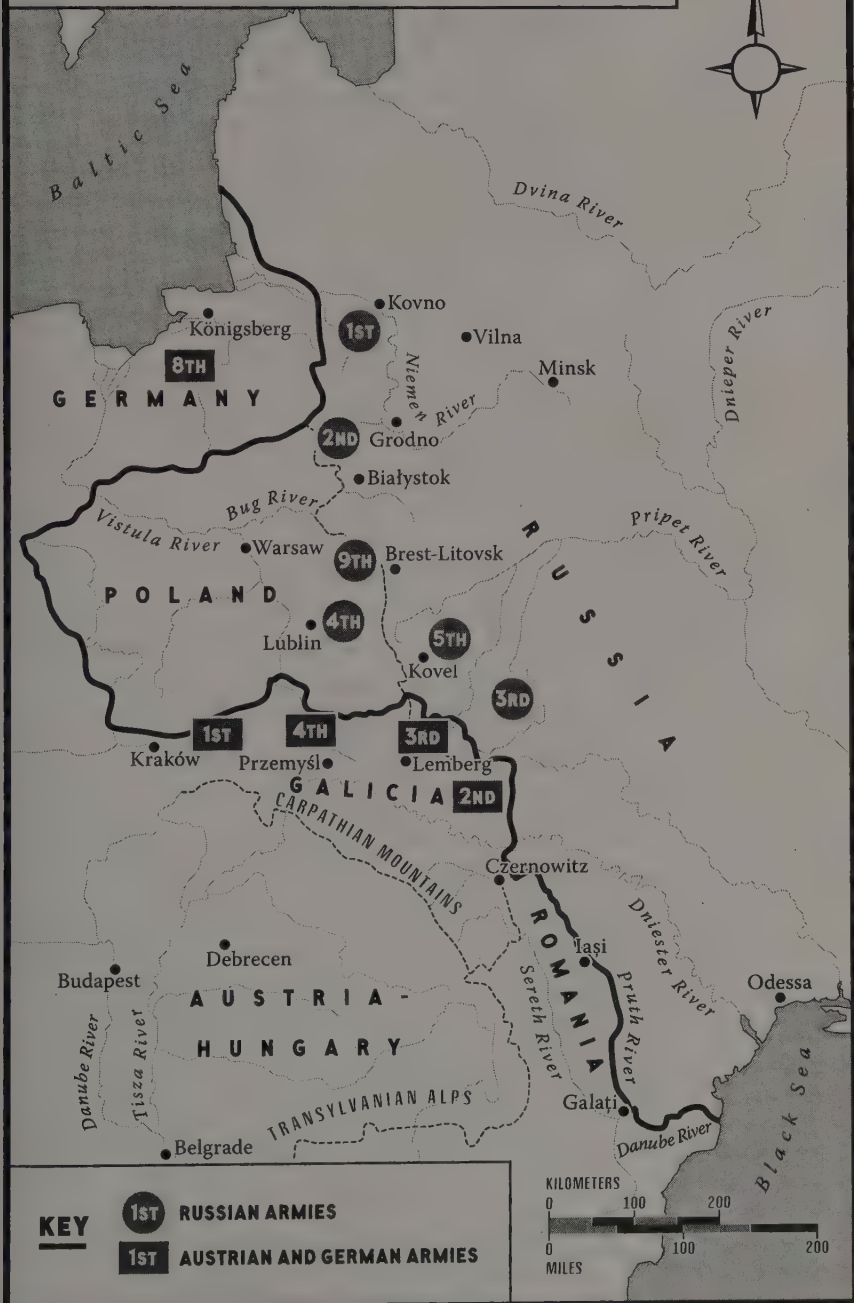 Baltic Sea
Dvina River
Dnieper River
Kovno
Königsberg
1ST
Vilna
8TH
Niemen River
Minsk
GERMANY
2ND
Grodno
Białystok
Bug River
Vistula River
Warsaw
9TH
Brest-Litovsk
Pripet River
RUSSIA
POLAND
4TH
Lublin
5TH
Kovel
3RD
1ST
4TH
3RD
Kraków
Przemyśl
Lemberg
GALICIA
2ND
CARPATHIAN MOUNTAINS
Czernowitz
ROMANIA
Dniester River
Iași
Debrecen
Budapest
Sereth River
Pruth River
Odessa
AUSTRIA-
HUNGARY
Danube River
Tisza River
TRANSYLVANIAN ALPS
Galați
Danube River
Black Sea
Belgrade
KEY
1ST RUSSIAN ARMIES
1ST AUSTRIAN AND GERMAN ARMIES
KILOMETERS
0 100 200
0 100 200
MILES